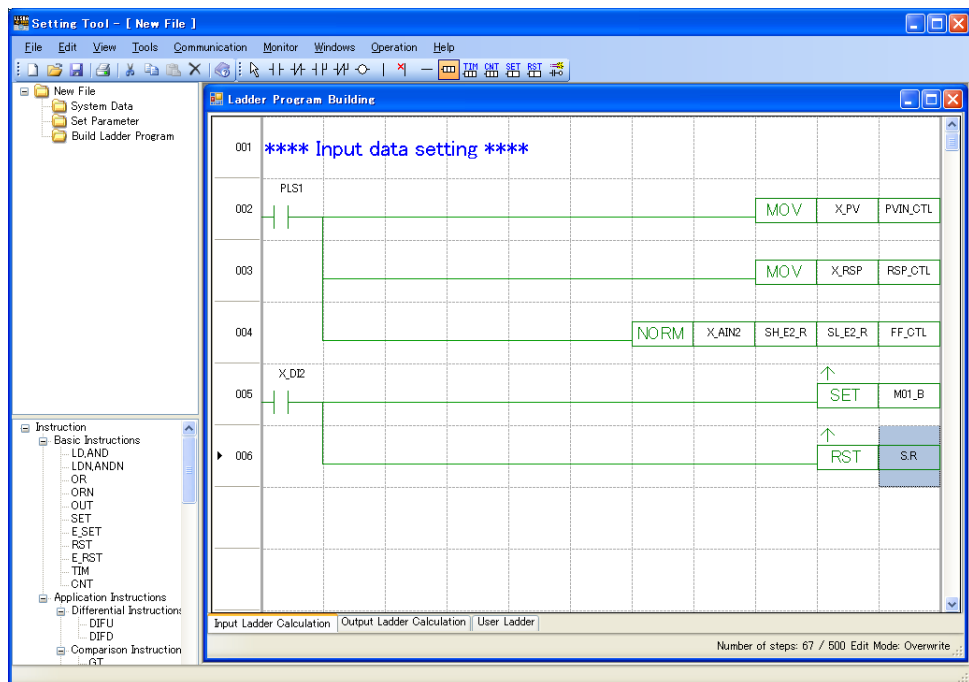 Setting Tool - [ New File ]
File Edit View Tools Communication Monitor Windows Operation Help
TIM CNT SET RST
New File
System Data
Set Parameter
Build Ladder Program
Instruction
Basic Instructions
LD,AND
LDN,ANDN
OR
ORN
OUT
SET
E_SET
RST
E_RST
TIM
CNT
Application Instructions
Differential Instructions
DIFU
DIFD
Comparison Instruction
GT
Ladder Program Building
001 **** Input data setting ****
PLS1
002 MOV X_PV PVIN_CTL
003 MOV X_RSP RSP_CTL
004 NORM X_AIN2 SH_E2_R SL_E2_R FF_CTL
X_DI2
005 SET M01_B
006 RST S.R
Input Ladder Calculation Output Ladder Calculation User Ladder
Number of steps: 67 / 500 Edit Mode: Overwrite